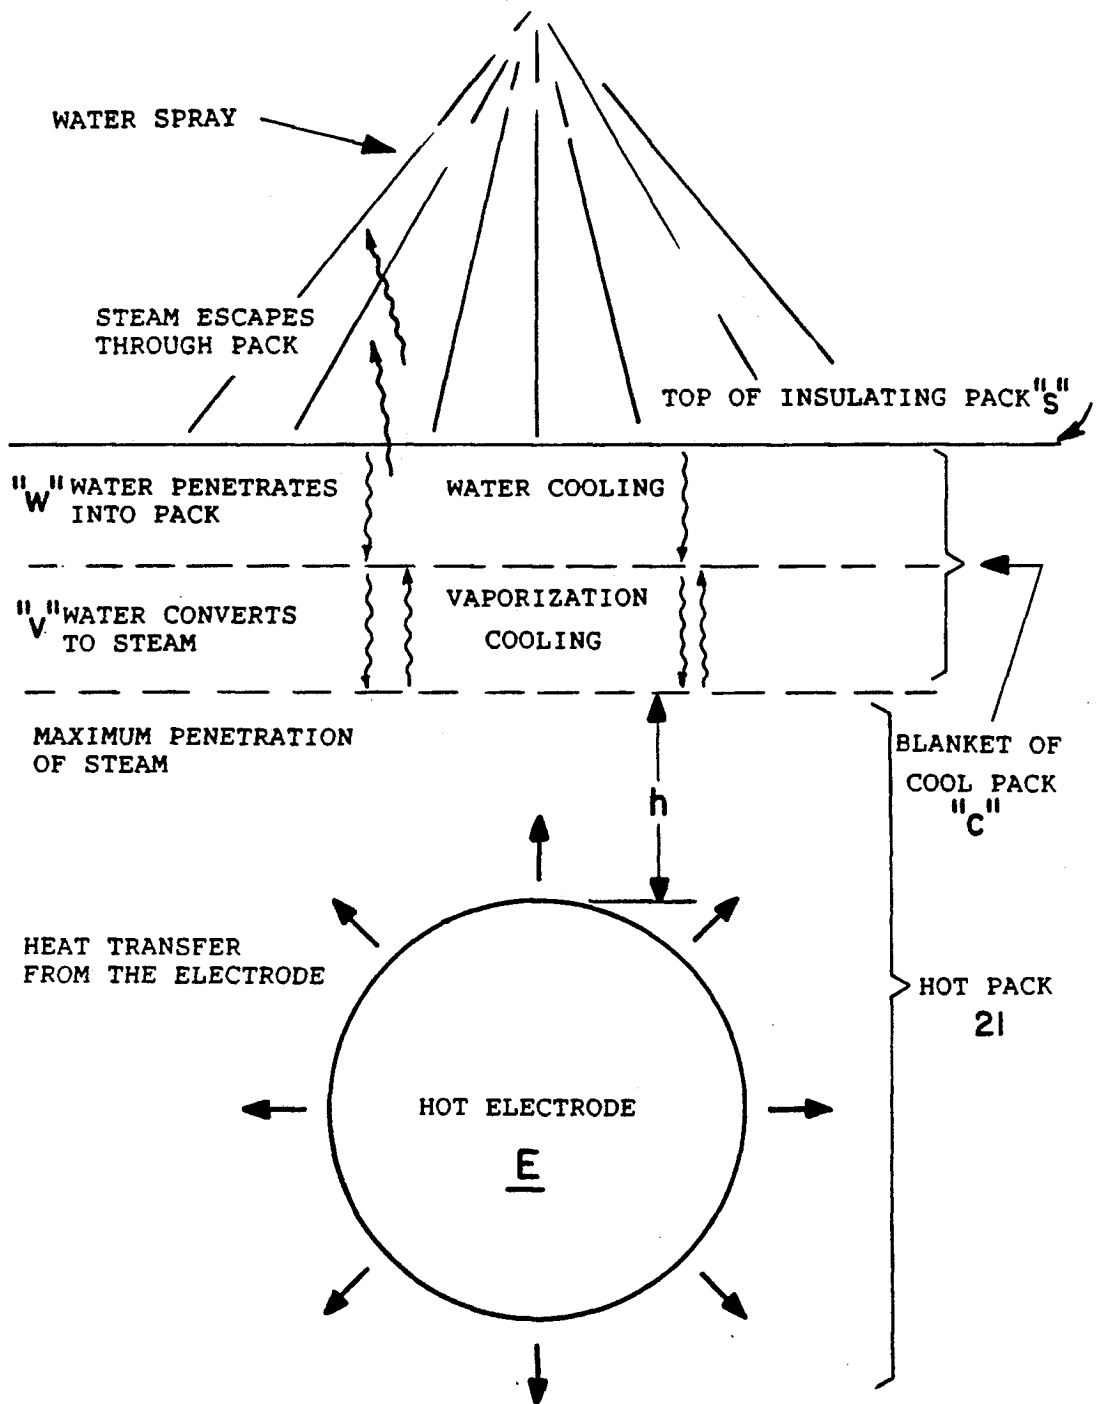 WATER SPRAY
STEAM ESCAPES
THROUGH PACK
TOP OF INSULATING PACK "S"
"W" WATER PENETRATES
INTO PACK
WATER COOLING
"V" WATER CONVERTS
TO STEAM
VAPORIZATION
COOLING
MAXIMUM PENETRATION
OF STEAM
BLANKET OF
COOL PACK
"C"
h
HEAT TRANSFER
FROM THE ELECTRODE
HOT PACK
21
HOT ELECTRODE
E